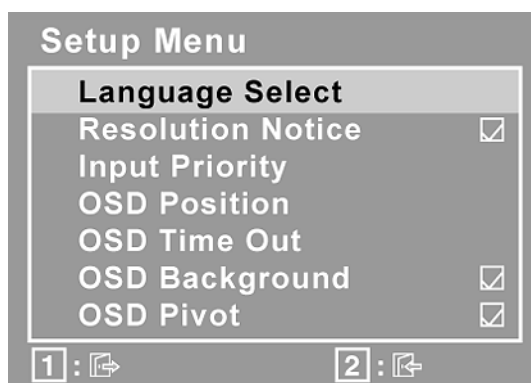 Setup Menu
Language Select
Resolution Notice
Input Priority
OSD Position
OSD Time Out
OSD Background
OSD Pivot
1 : 2 :